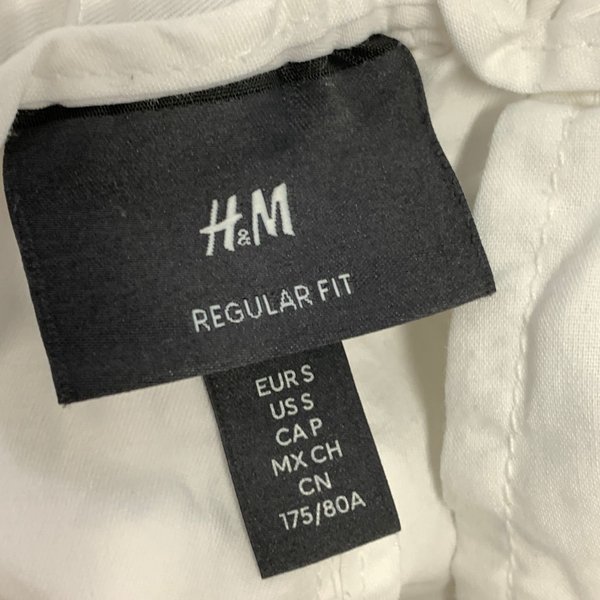 H&M
REGULAR FIT
EUR S
US S
CA P
MX CH
CN
175/80A